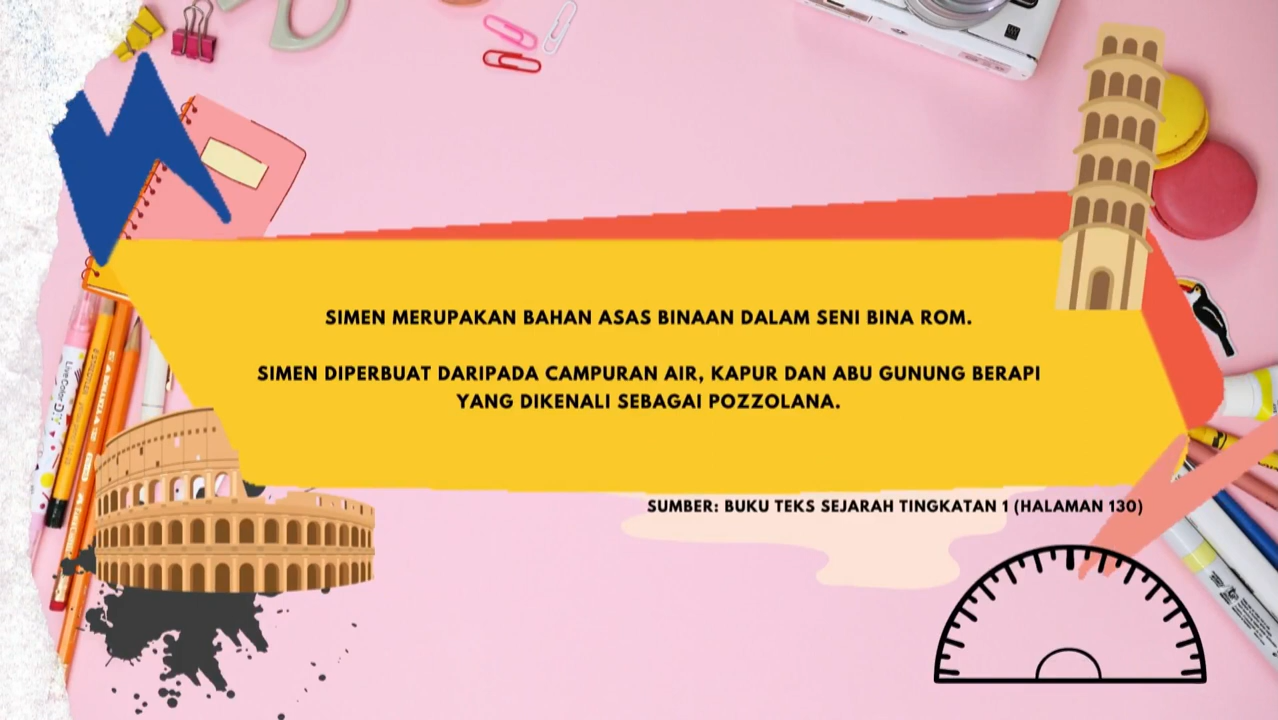 SIMEN MERUPAKAN BAHAN ASAS BINAAN DALAM SENI BINA ROM.
SIMEN DIPERBUAT DARIPADA CAMPURAN AIR, KAPUR DAN ABU GUNUNG BERAPI
YANG DIKENALI SEBAGAI POZZOLANA.
SUMBER: BUKU TEKS SEJARAH TINGKATAN 1 (HALAMAN 130)